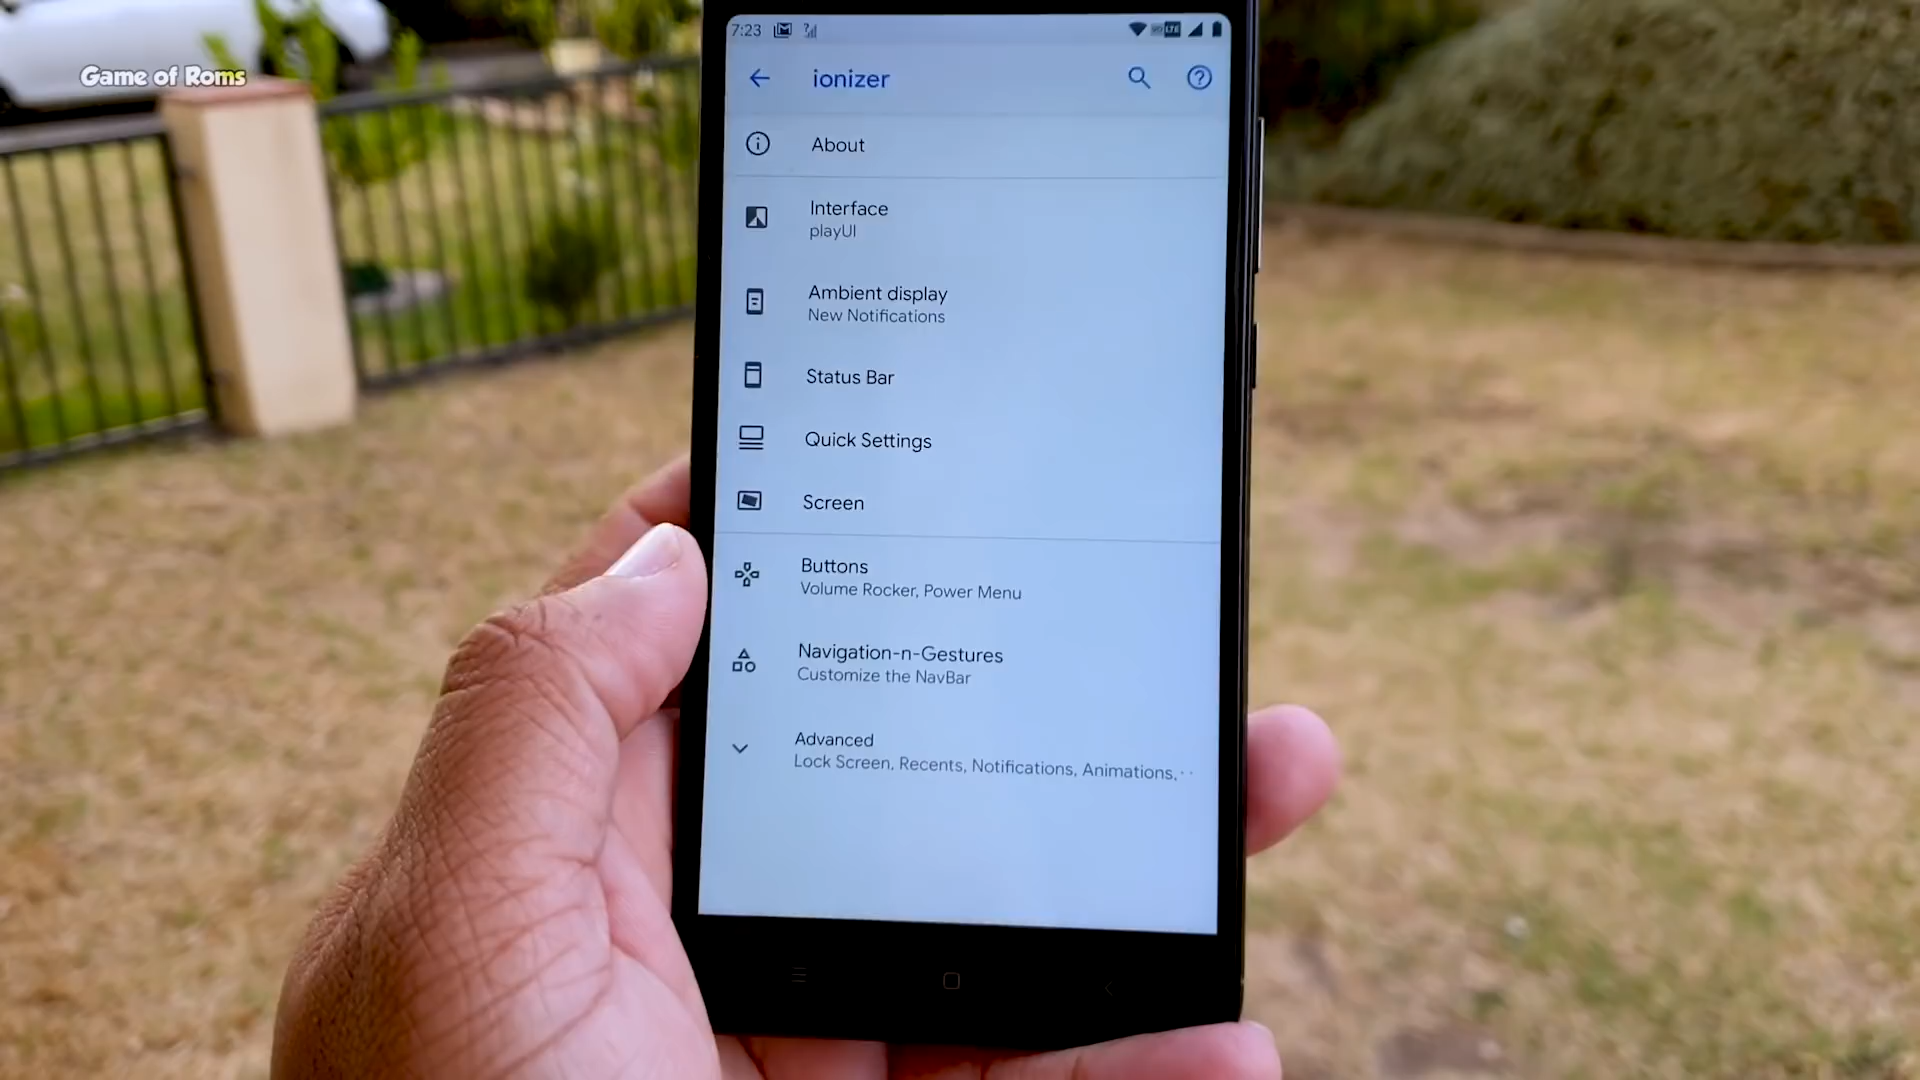 Game of Roms
7:23
LTE
ionizer
About
Interface
playUI
Ambient display
New Notifications
Status Bar
Quick Settings
Screen
Buttons
Volume Rocker, Power Menu
Navigation-n-Gestures
Customize the NavBar
Advanced
Lock Screen, Recents, Notifications, Animations, ··